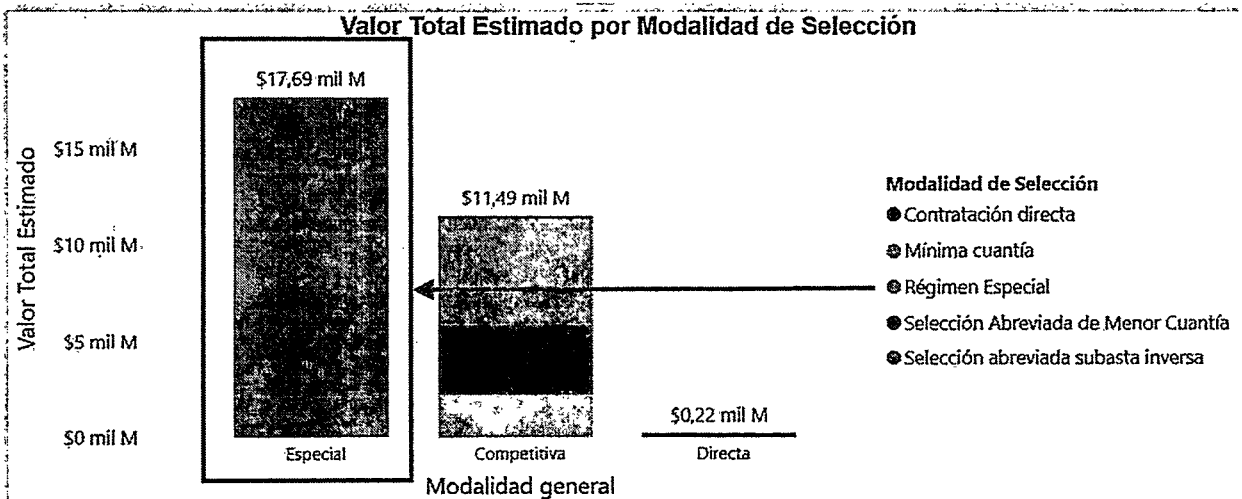 Valor Total Estimado por Modalidad de Selección
$17,69 mil M
$15 mil M
$11,49 mil M
$10 mil M
$5 mil M
$0,22 mil M
$0 mil M
Valor Total Estimado
Especial
Competitiva
Directa
Modalidad general
Modalidad de Selección
Contratación directa
Mínima cuantía
Régimen Especial
Selección Abreviada de Menor Cuantía
Selección abreviada subasta inversa